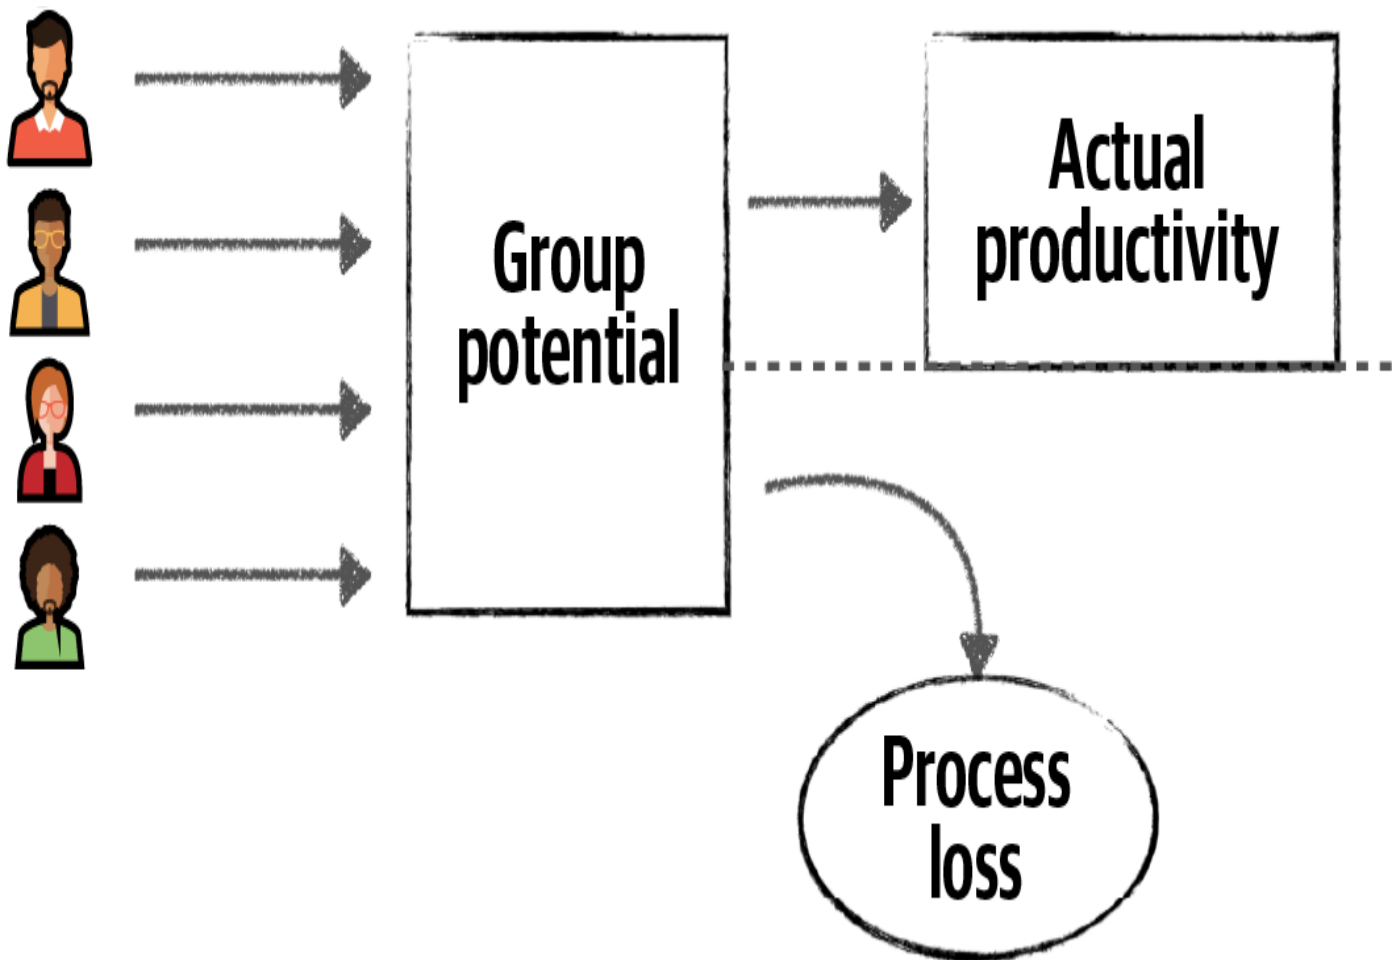 Group
potential
Actual
productivity
Process
loss